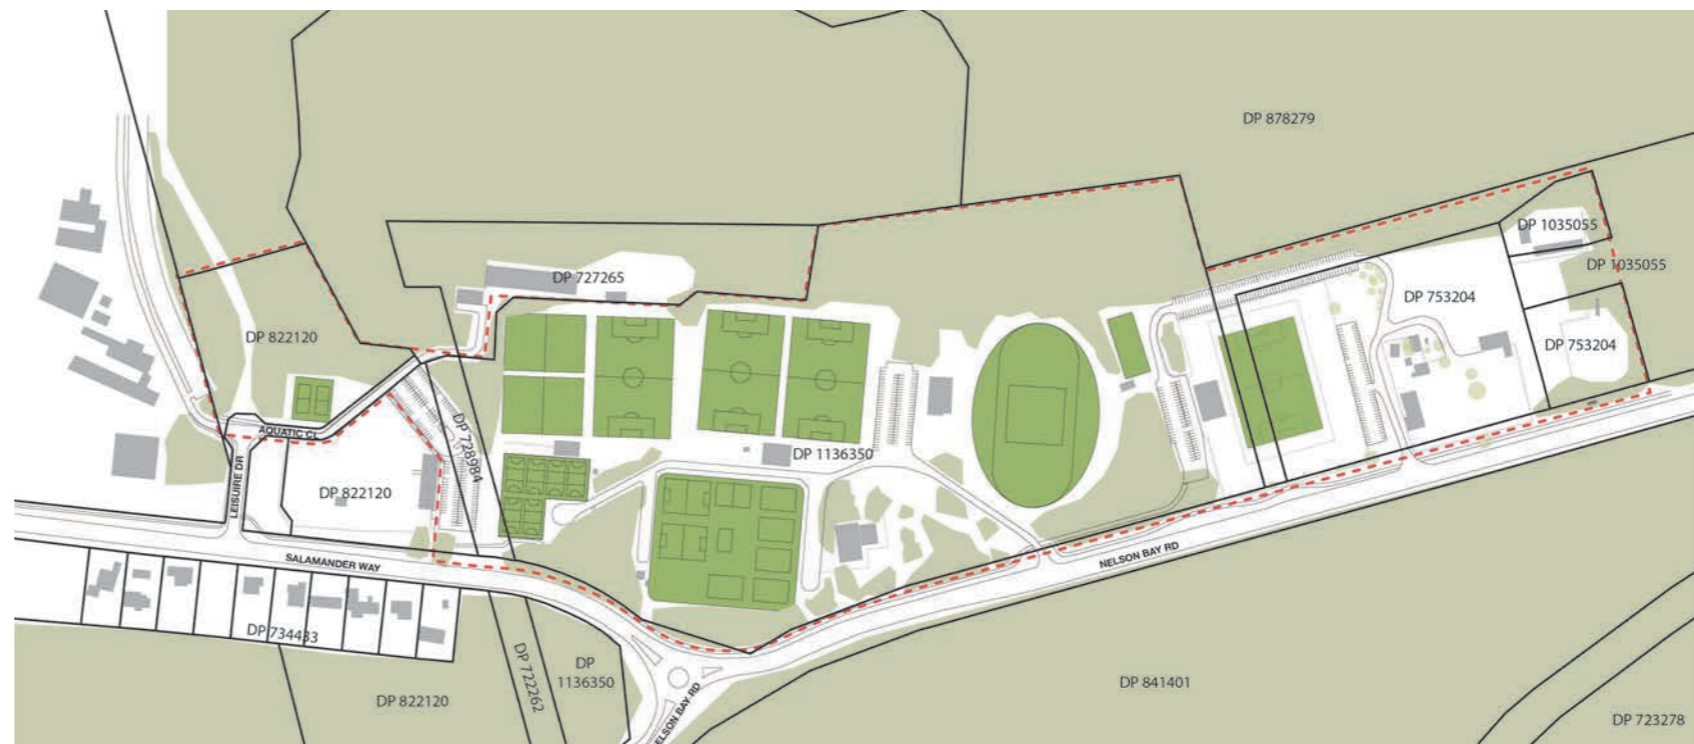 DP 878279
DP 1035055
DP 1035055
DP 727265
DP 753204
DP 822120
DP 753204
AQUATIC CL
DP 728984
DP 1136350
LEISUIRE DR
DP 822120
SALAMANDER WAY
NELSON BAY RD
DP 734433
DP 722262
DP
1136350
DP 841401
DP 822120
ELSON BAY RD
DP 723278